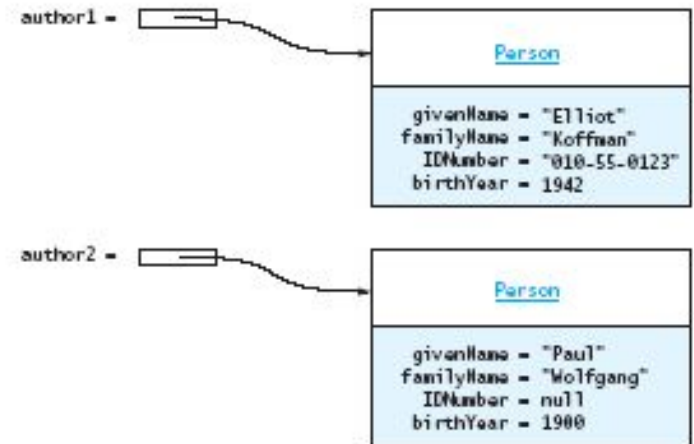 author1 =
Person
givenName = "Elliot"
familyName = "Koffman"
IDNumber = "010-55-0123"
birthYear = 1942
author2 =
Person
givenName = "Paul"
familyName = "Wolfgang"
IDNumber = null
birthYear = 1900